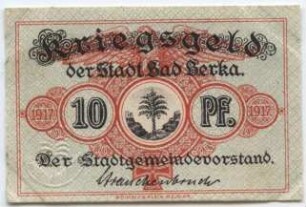 Kriegsgeld
der Stadt Bad Berka.
1917 10 PF. 1917
Der Stadtgemeindevorstand.